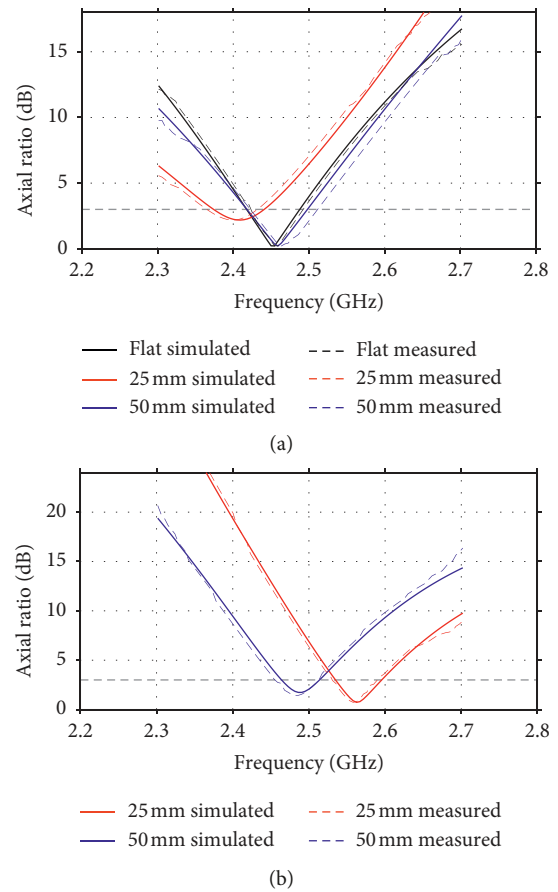 15
10
5
0
Axial ratio (dB)
2.2 2.3 2.4 2.5 2.6 2.7 2.8
Frequency (GHz)
Flat simulated Flat measured
25 mm simulated 25 mm measured
50 mm simulated 50 mm measured
(a)
20
15
10
5
0
Axial ratio (dB)
2.2 2.3 2.4 2.5 2.6 2.7 2.8
Frequency (GHz)
25 mm simulated 25 mm measured
50 mm simulated 50 mm measured
(b)